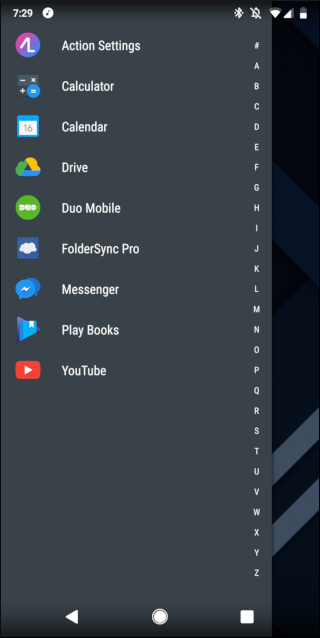 7:29
Action Settings
Calculator
Calendar
16
Drive
Duo Mobile
FolderSync Pro
Messenger
Play Books
YouTube
#
A
B
C
D
E
F
G
H
I
J
K
L
M
N
O
P
Q
R
S
T
U
V
W
X
Y
Z